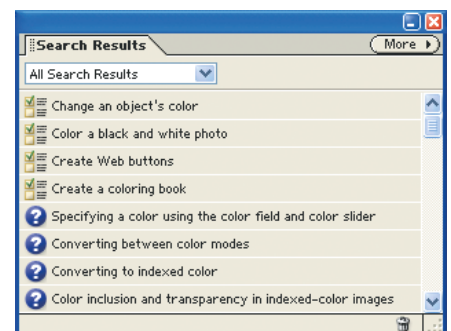 Search Results
More
All Search Results
Change an object's color
Color a black and white photo
Create Web buttons
Create a coloring book
Specifying a color using the color field and color slider
Converting between color modes
Converting to indexed color
Color inclusion and transparency in indexed-color images